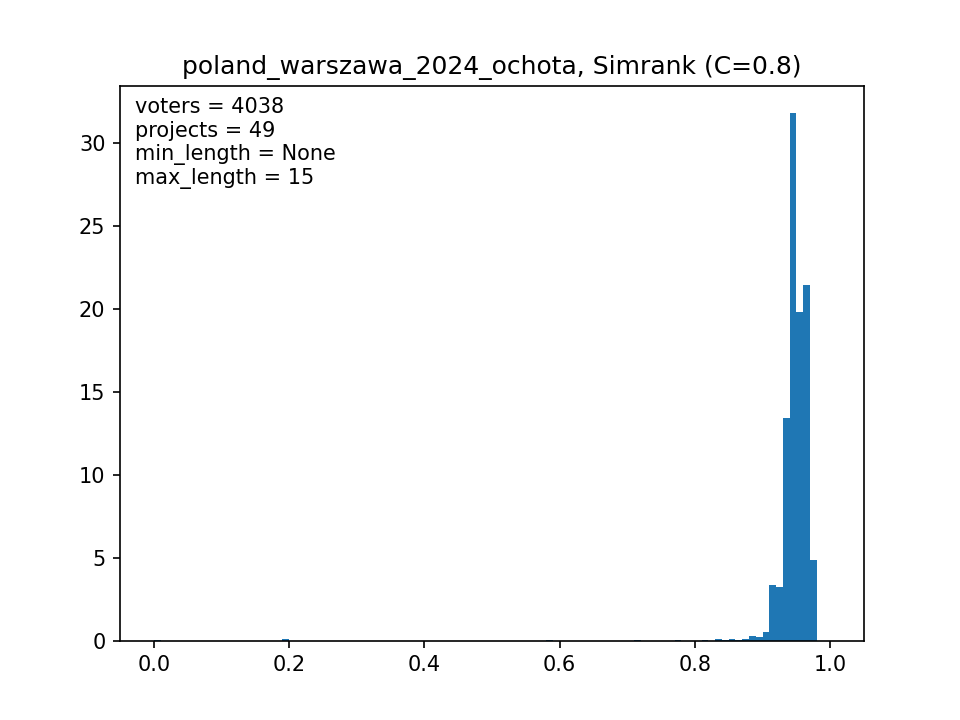 poland_warszawa_2024_ochota, Simrank (C=0.8)
voters = 4038
projects = 49
min_length = None
max_length = 15
30
25
20
15
10
5
0
0.0 0.2 0.4 0.6 0.8 1.0